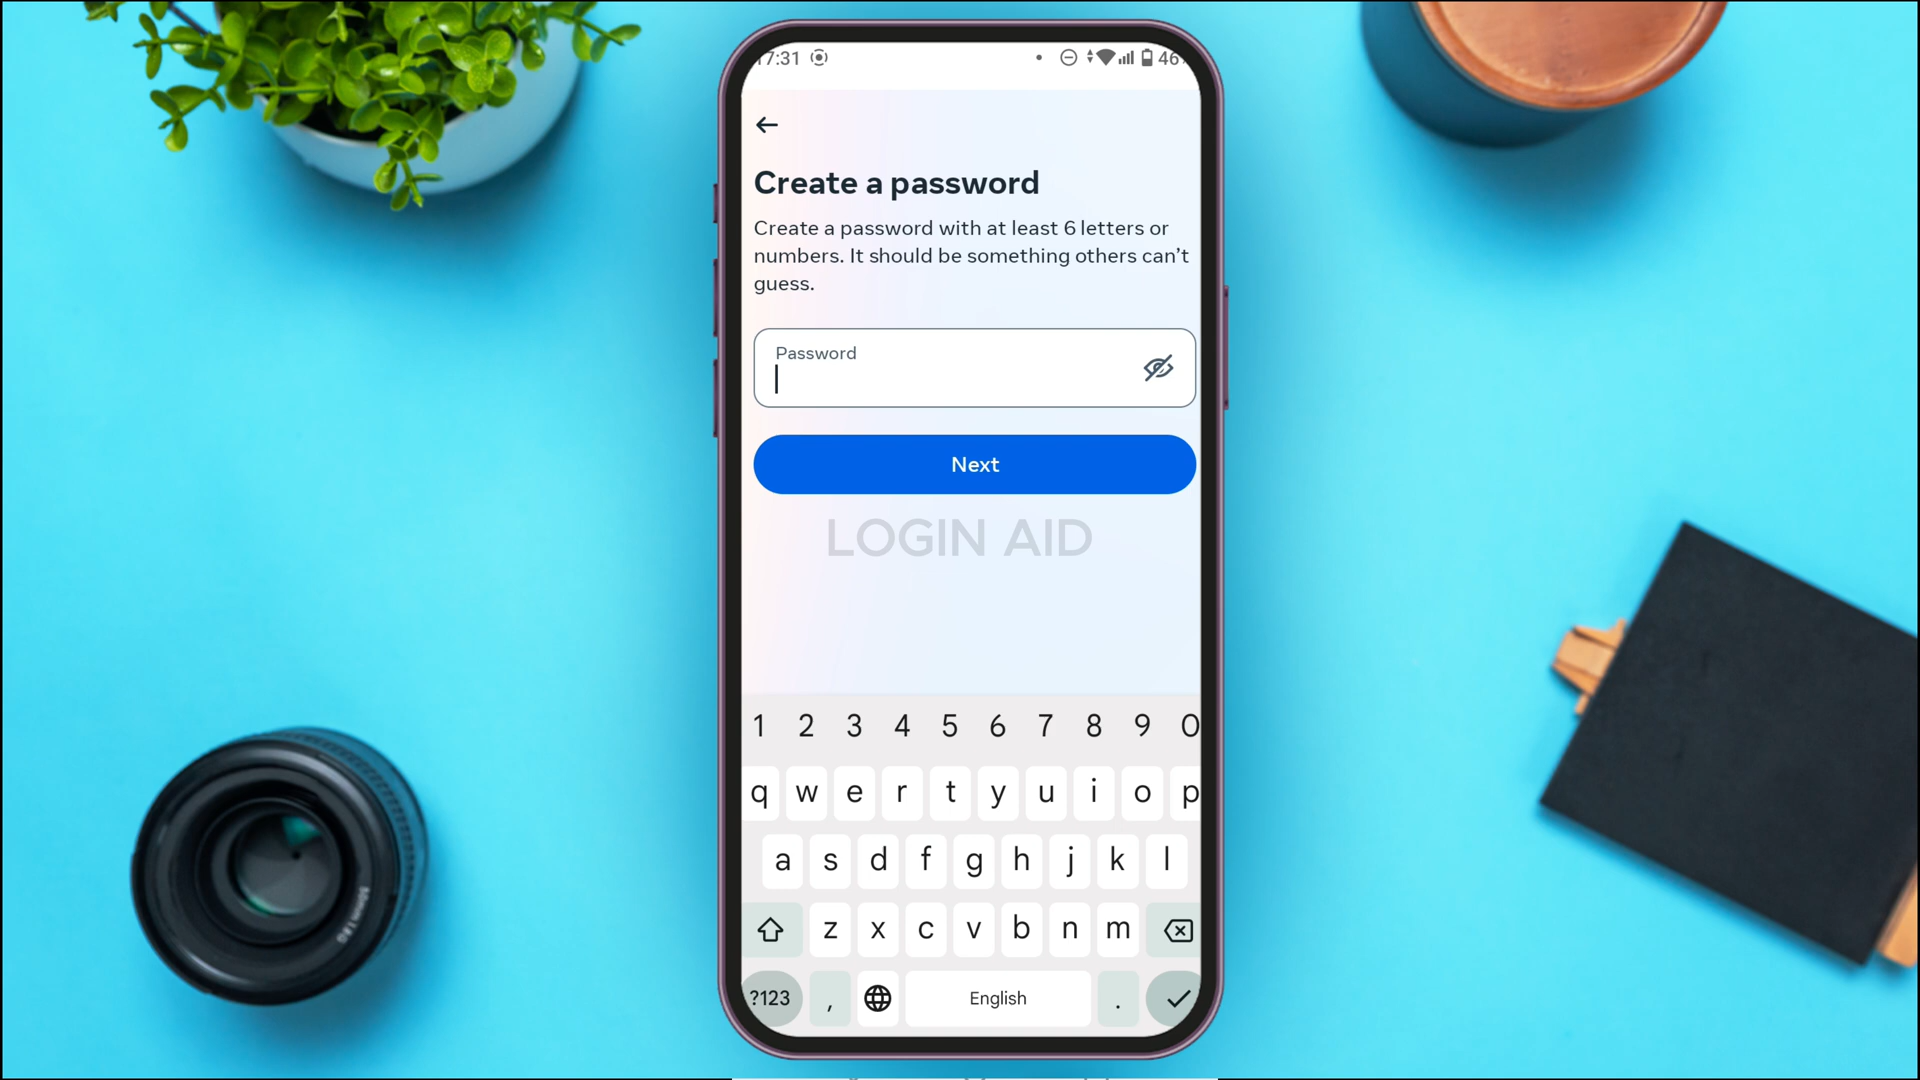 17:31
46
Create a password
Create a password with at least 6 letters or
numbers. It should be something others can’t
guess.
Password
Next
LOGIN AID
1 2 3 4 5 6 7 8 9 0
q w e r t y u i o p
a s d f g h j k l
z x c v b n m
?123 , English .